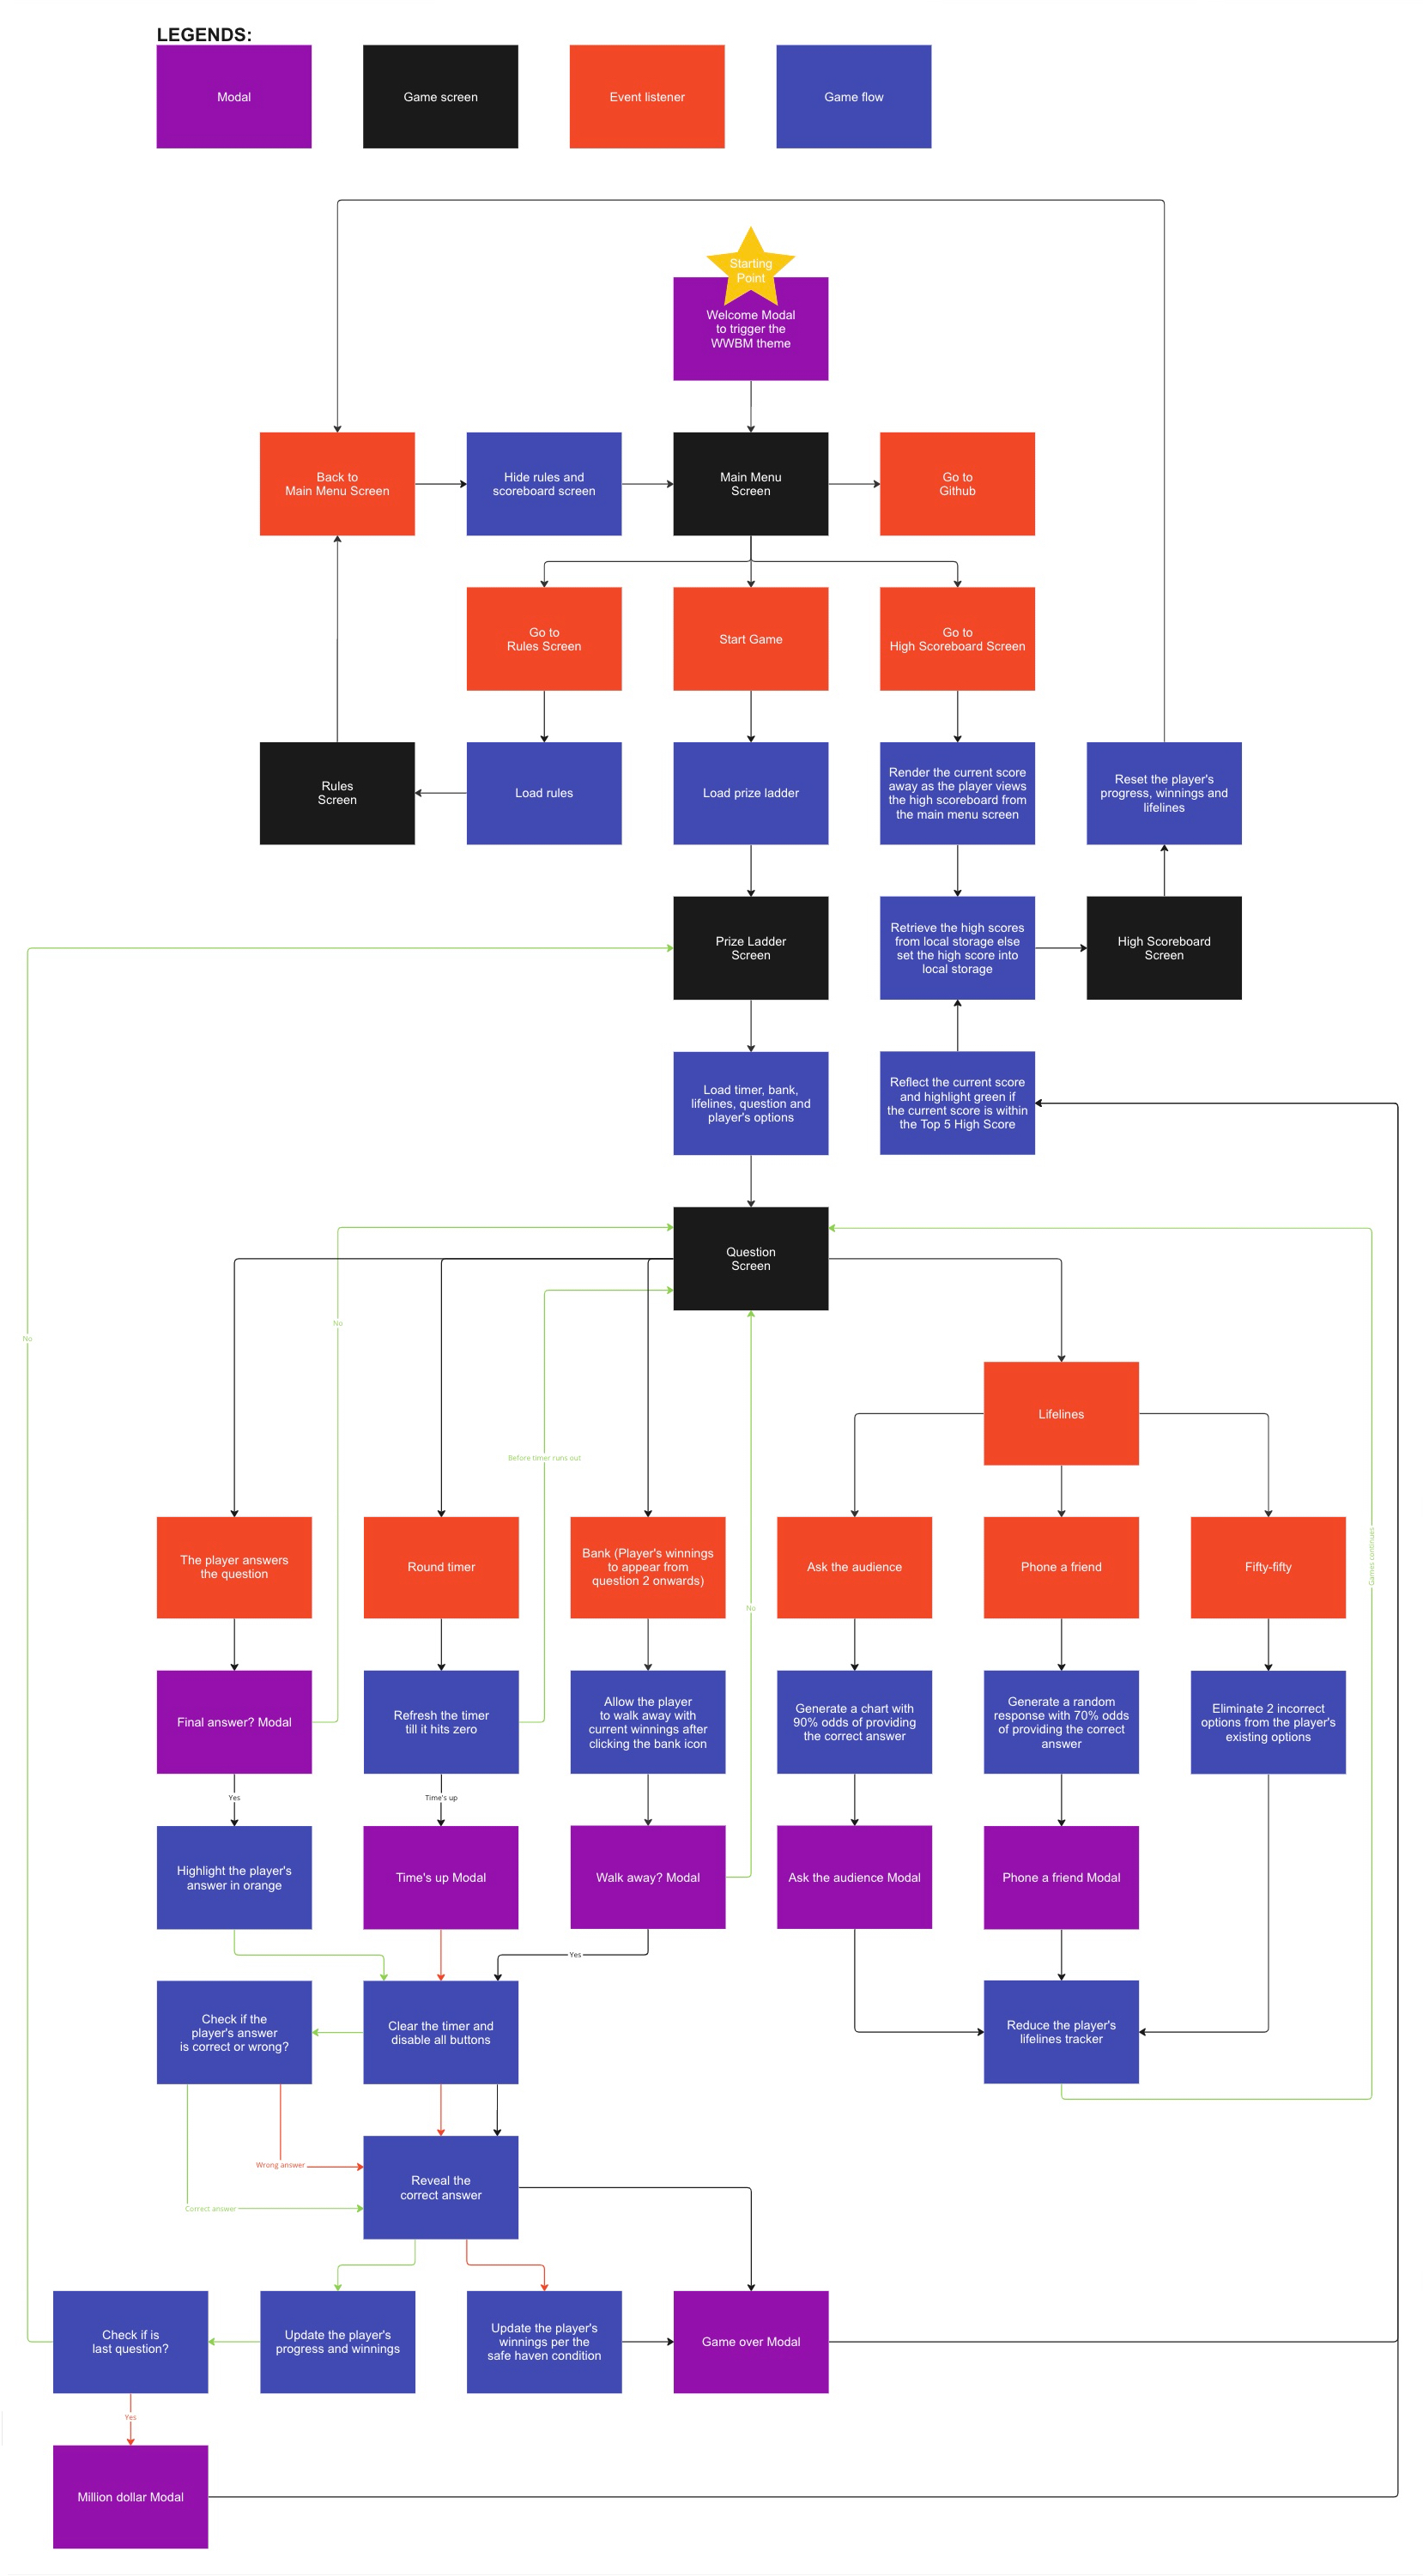 LEGENDS:
Modal
Game screen
Event listener
Game flow
Starting
Point
Welcome Modal
to trigger the
WWBM theme
Back to
Main Menu Screen
Hide rules and
scoreboard screen
Main Menu
Screen
Go to
Github
Go to
Rules Screen
Start Game
Go to
High Scoreboard Screen
Rules
Screen
Load rules
Load prize ladder
Render the current score
away as the player views
the high scoreboard from
the main menu screen
Reset the player's
progress, winnings and
lifelines
Prize Ladder
Screen
Retrieve the high scores
from local storage else
set the high score into
local storage
High Scoreboard
Screen
Load timer, bank,
lifelines, question and
player's options
Reflect the current score
and highlight green if
the current score is within
the Top 5 High Score
Question
Screen
No
No
Lifelines
Before timer runs out
The player answers
the question
Round timer
Bank (Player's winnings
to appear from
question 2 onwards)
Ask the audience
Phone a friend
Fifty-fifty
Games continues
No
Final answer? Modal
Refresh the timer
till it hits zero
Allow the player
to walk away with
current winnings after
clicking the bank icon
Generate a chart with
90% odds of providing
the correct answer
Generate a random
response with 70% odds
of providing the correct
answer
Eliminate 2 incorrect
options from the player's
existing options
Yes
Time's up
Highlight the player's
answer in orange
Time's up Modal
Walk away? Modal
Ask the audience Modal
Phone a friend Modal
Yes
Check if the
player's answer
is correct or wrong?
Clear the timer and
disable all buttons
Reduce the player's
lifelines tracker
Wrong answer
Correct answer
Reveal the
correct answer
Check if is
last question?
Update the player's
progress and winnings
Update the player's
winnings per the
safe haven condition
Game over Modal
Yes
Million dollar Modal